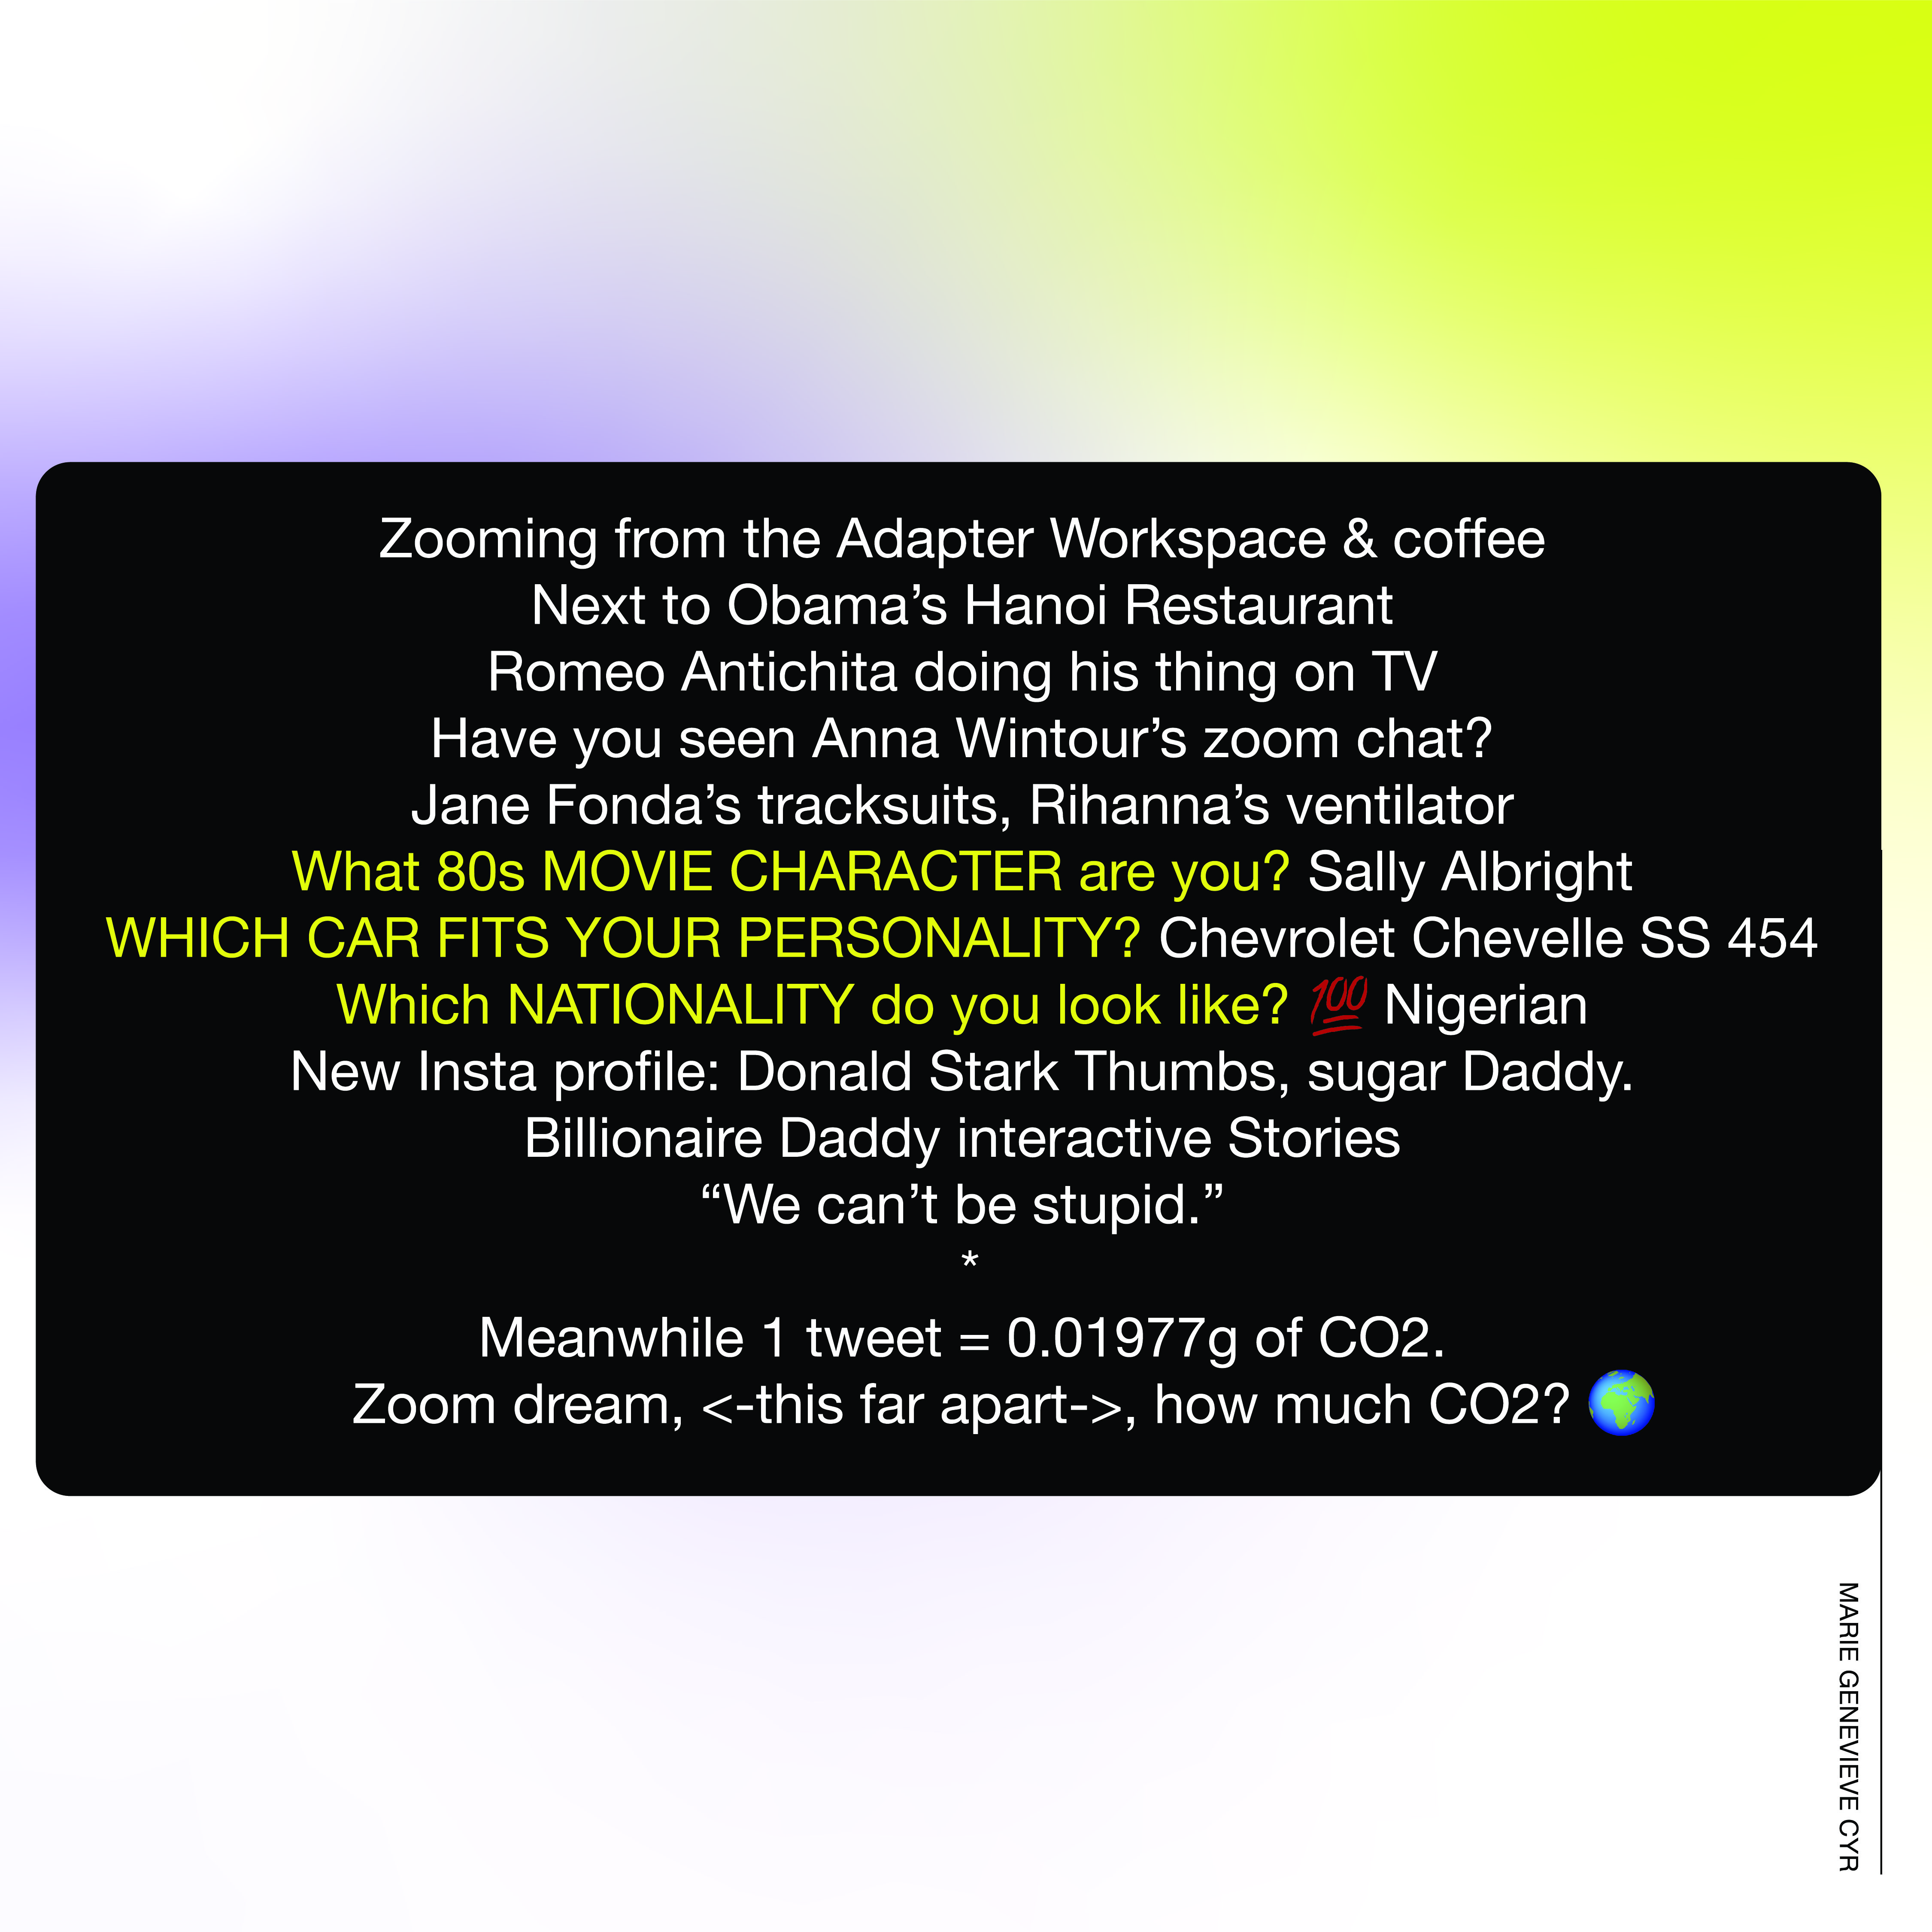 Zooming from the Adapter Workspace & coffee
Next to Obama’s Hanoi Restaurant
Romeo Antichita doing his thing on TV
Have you seen Anna Wintour’s zoom chat?
Jane Fonda’s tracksuits, Rihanna’s ventilator
What 80s MOVIE CHARACTER are you? Sally Albright
WHICH CAR FITS YOUR PERSONALITY? Chevrolet Chevelle SS 454
Which NATIONALITY do you look like? 💯 Nigerian
New Insta profile: Donald Stark Thumbs, sugar Daddy.
Billionaire Daddy interactive Stories
“We can’t be stupid.”
*
Meanwhile 1 tweet = 0.01977g of CO2.
Zoom dream, <-this far apart->, how much CO2? 🌍
MARIE GENEVIEVE CYR